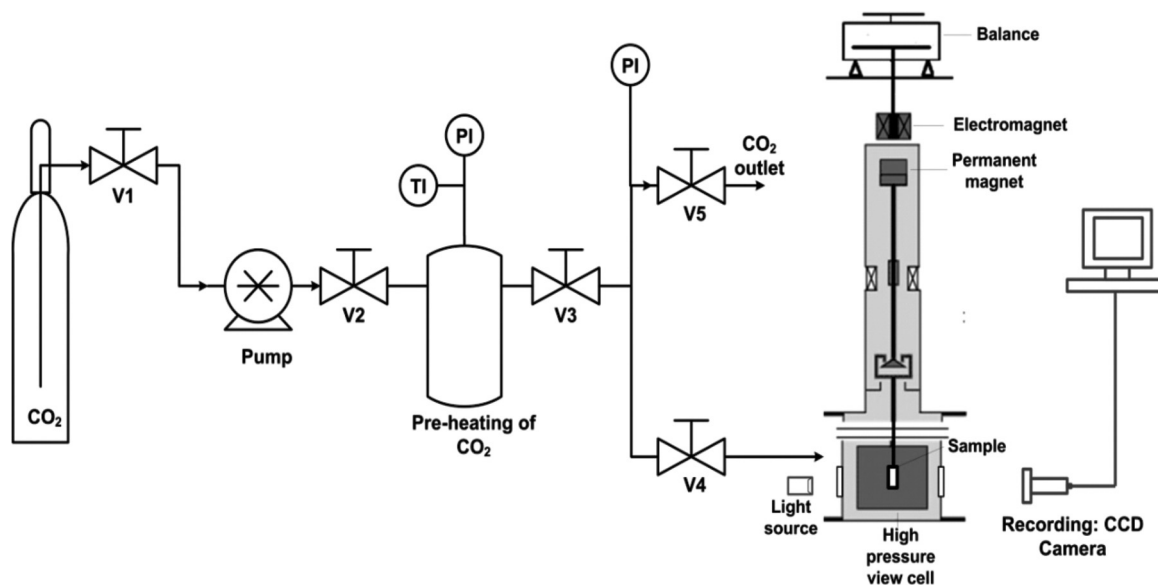 Balance
PI
Electromagnet
PI
CO₂
outlet
Permanent
magnet
TI
V1
V5
V2
V3
Pump
CO₂
Pre-heating of
CO₂
Sample
V4
Light
source
High
pressure
view cell
Recording: CCD
Camera